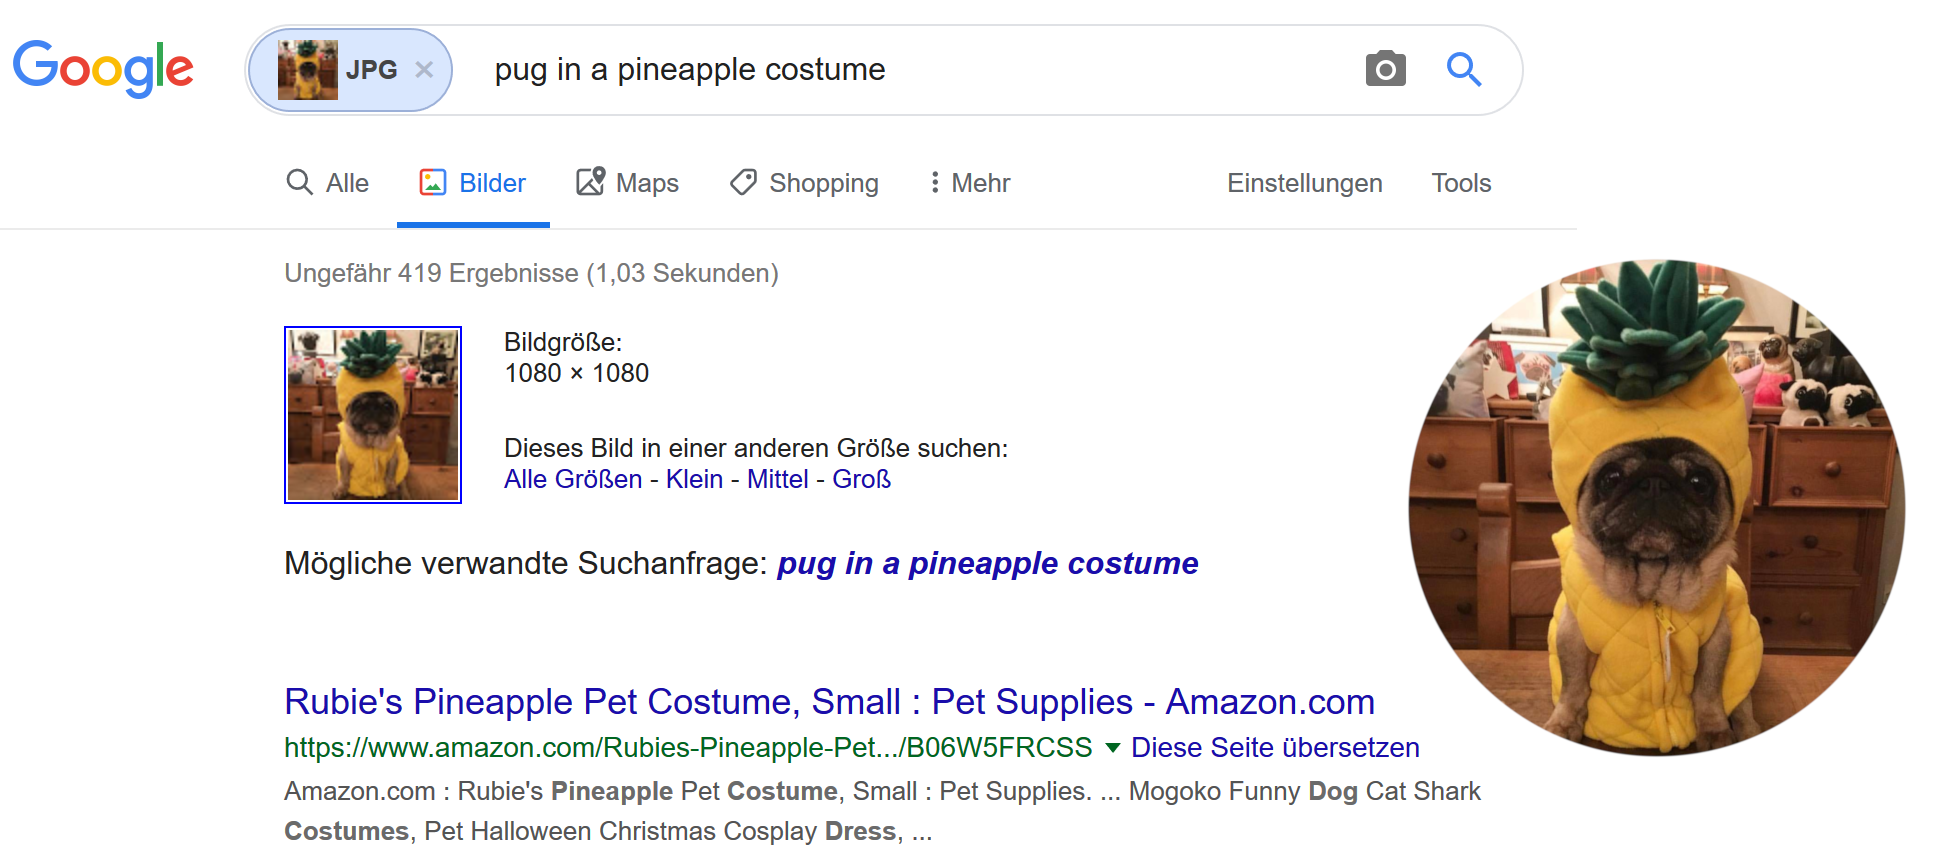 Google
JPG × pug in a pineapple costume
Alle Bilder Maps Shopping Mehr Einstellungen Tools
Ungefähr 419 Ergebnisse (1,03 Sekunden)
Bildgröße:
1080 × 1080
Dieses Bild in einer anderen Größe suchen:
Alle Größen - Klein - Mittel - Groß
Mögliche verwandte Suchanfrage: pug in a pineapple costume
Rubie's Pineapple Pet Costume, Small : Pet Supplies - Amazon.com
https://www.amazon.com/Rubies-Pineapple-Pet.../B06W5FRCSS Diese Seite übersetzen
Amazon.com : Rubie's Pineapple Pet Costume, Small : Pet Supplies. ... Mogoko Funny Dog Cat Shark
Costumes, Pet Halloween Christmas Cosplay Dress, ...